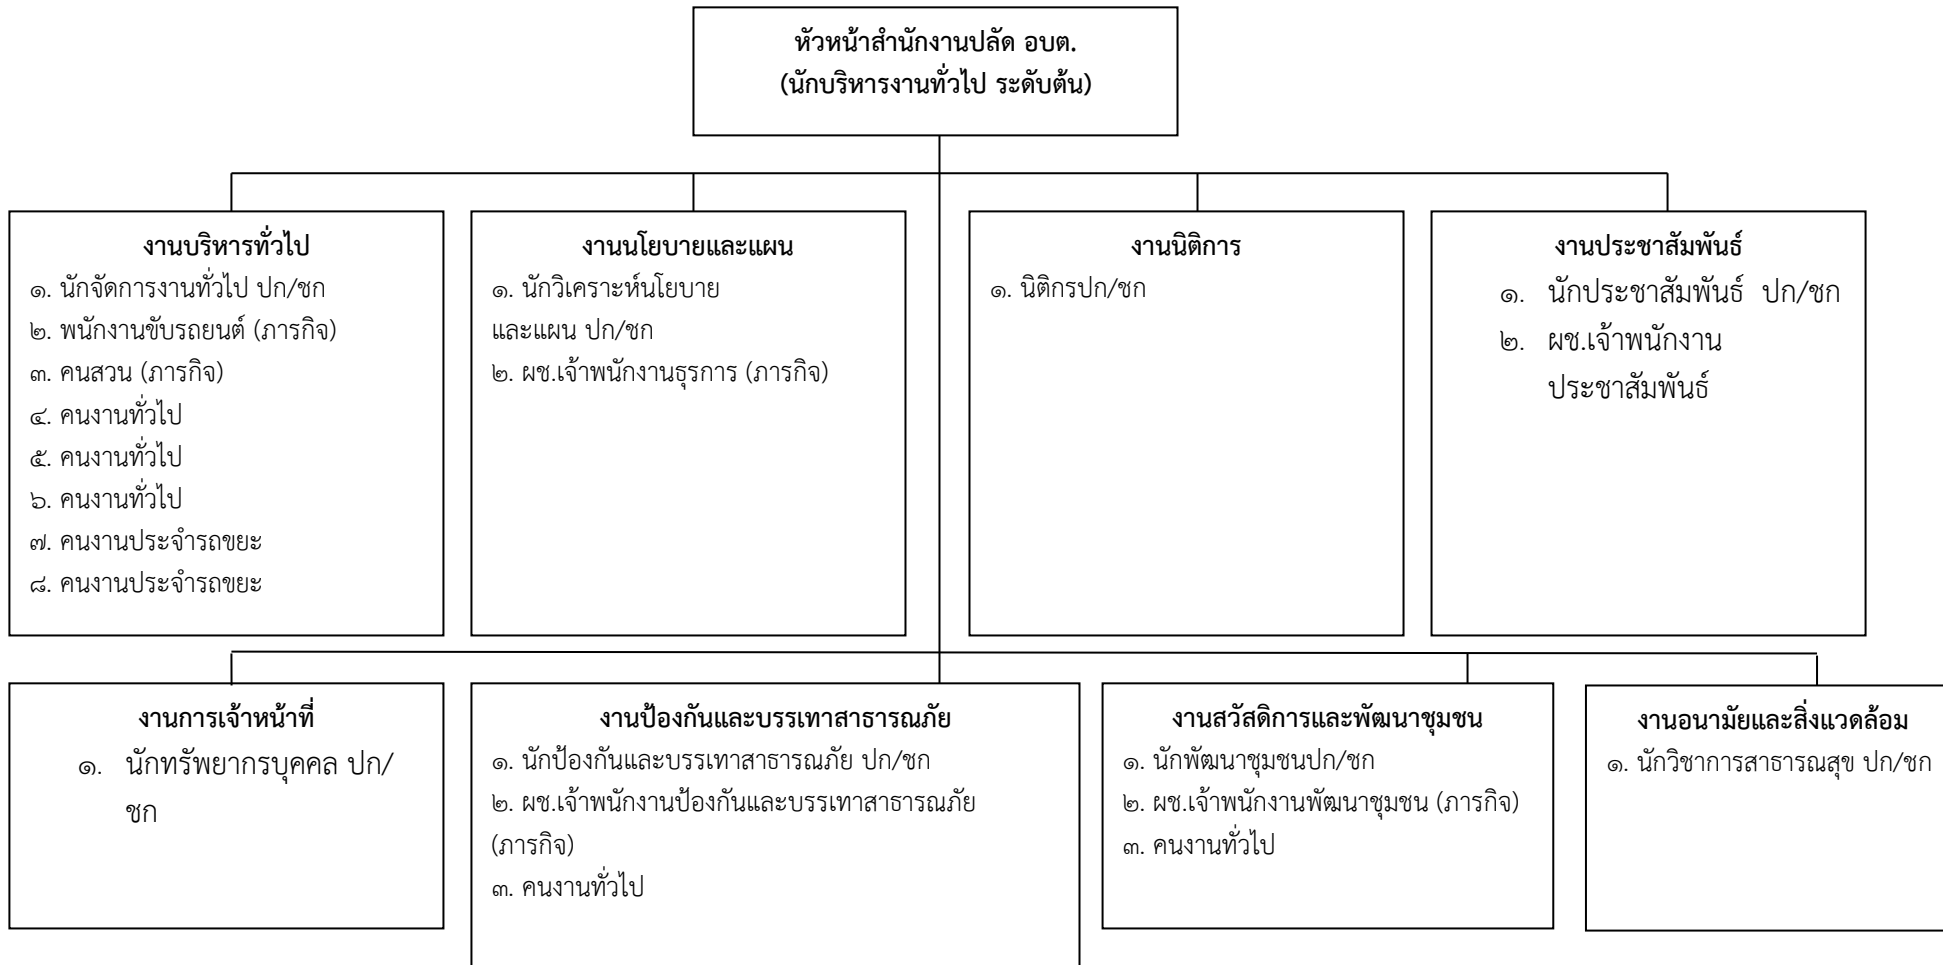 หัวหน้าสำนักงานปลัด อบต.
(นักบริหารงานทั่วไป ระดับต้น)
งานบริหารทั่วไป
๑. นักจัดการงานทั่วไป ปก/ชก
๒. พนักงานขับรถยนต์ (ภารกิจ)
๓. คนสวน (ภารกิจ)
๔. คนงานทั่วไป
๕. คนงานทั่วไป
๖. คนงานทั่วไป
๗. คนงานประจำรถขยะ
๘. คนงานประจำรถขยะ
งานนโยบายและแผน
๑. นักวิเคราะห์นโยบาย
และแผน ปก/ชก
๒. ผช.เจ้าพนักงานธุรการ (ภารกิจ)
งานนิติการ
๑. นิติกรปก/ชก
งานประชาสัมพันธ์
๑. นักประชาสัมพันธ์ ปก/ชก
๒. ผช.เจ้าพนักงาน
ประชาสัมพันธ์
งานการเจ้าหน้าที่
๑. นักทรัพยากรบุคคล ปก/
ชก
งานป้องกันและบรรเทาสาธารณภัย
๑. นักป้องกันและบรรเทาสาธารณภัย ปก/ชก
๒. ผช.เจ้าพนักงานป้องกันและบรรเทาสาธารณภัย
(ภารกิจ)
๓. คนงานทั่วไป
งานสวัสดิการและพัฒนาชุมชน
๑. นักพัฒนาชุมชนปก/ชก
๒. ผช.เจ้าพนักงานพัฒนาชุมชน (ภารกิจ)
๓. คนงานทั่วไป
งานอนามัยและสิ่งแวดล้อม
๑. นักวิชาการสาธารณสุข ปก/ชก